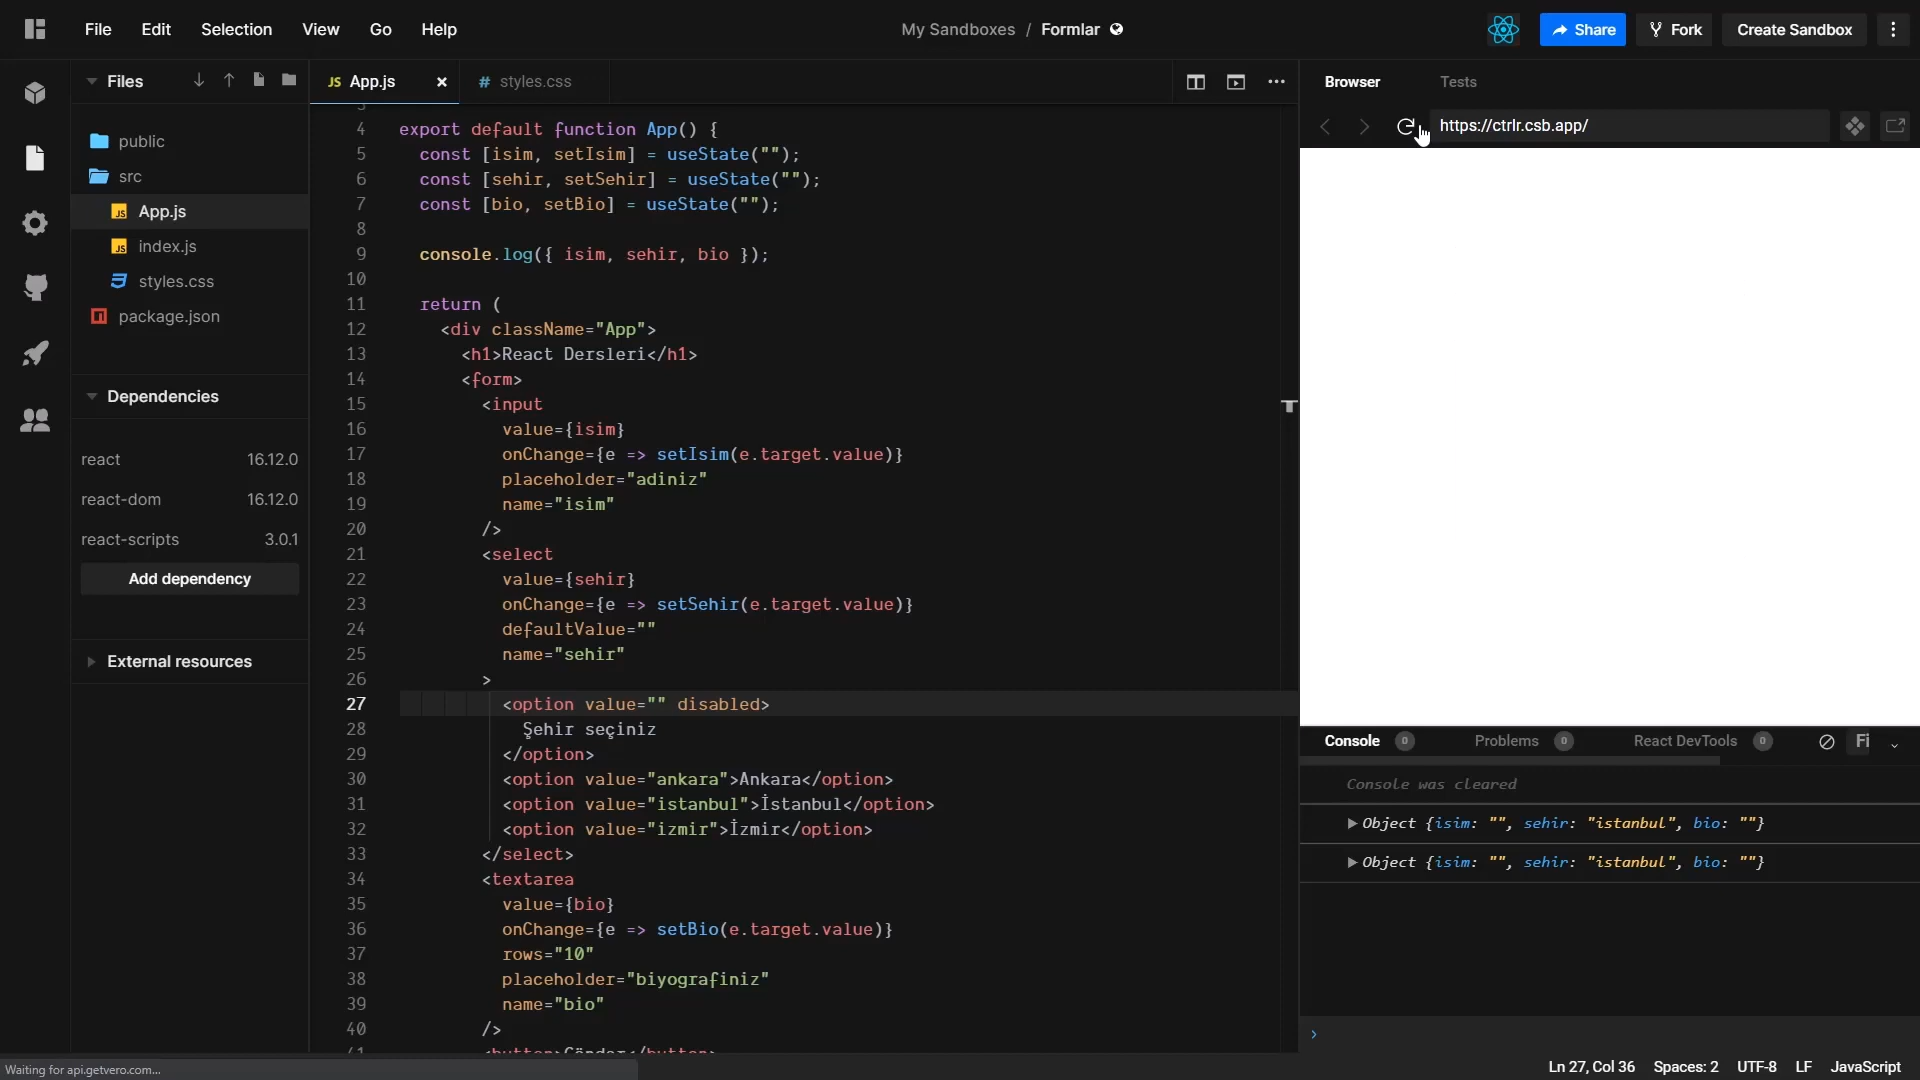 File Edit Selection View Go Help
My Sandboxes / Formlar
Share Fork Create Sandbox
Files
JS App.js ×
# styles.css
Browser Tests
https://ctrlr.csb.app/
public
src
JS App.js
JS index.js
styles.css
package.json
Dependencies
react 16.12.0
react-dom 16.12.0
react-scripts 3.0.1
Add dependency
External resources
4 export default function App() {
5 const [isim, setIsim] = useState("");
6 const [sehir, setSehir] = useState("");
7 const [bio, setBio] = useState("");
8
9 console.log({ isim, sehir, bio });
10
11 return (
12 <div className="App">
13 <h1>React Dersleri</h1>
14 <form>
15 <input
16 value={isim}
17 onChange={e => setIsim(e.target.value)}
18 placeholder="adiniz"
19 name="isim"
20 />
21 <select
22 value={sehir}
23 onChange={e => setSehir(e.target.value)}
24 defaultValue=""
25 name="sehir"
26 >
27 <option value="" disabled>
28 Şehir seçiniz
29 </option>
30 <option value="ankara">Ankara</option>
31 <option value="istanbul">İstanbul</option>
32 <option value="izmir">İzmir</option>
33 </select>
34 <textarea
35 value={bio}
36 onChange={e => setBio(e.target.value)}
37 rows="10"
38 placeholder="biyografiniz"
39 name="bio"
40 />
Console 0 Problems 0 React DevTools 0 Fi
Console was cleared
Object {isim: "", sehir: "istanbul", bio: ""}
Object {isim: "", sehir: "istanbul", bio: ""}
Waiting for api.getvero.com...
Ln 27, Col 36 Spaces: 2 UTF-8 LF JavaScript